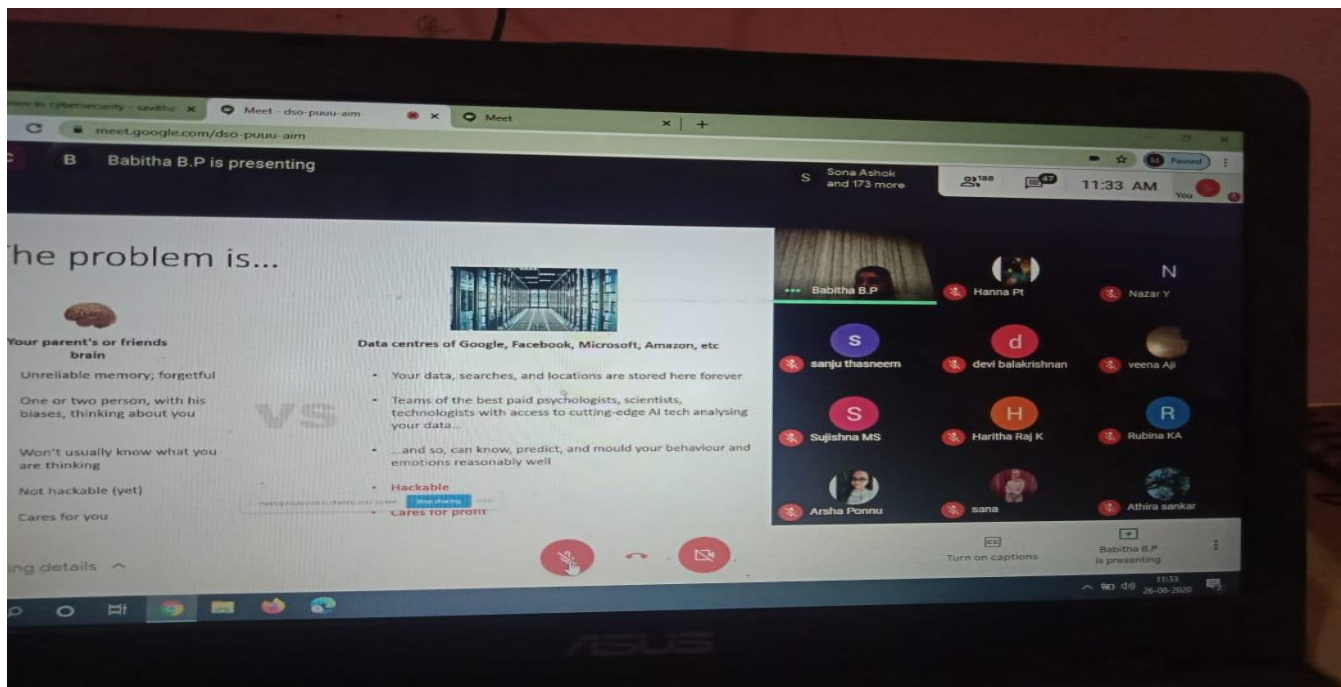 in cybersecurity - savitha
Meet - dso-puuu-aim
Meet
meet.google.com/dso-puuu-aim
Paused
B Babitha B.P is presenting
S Sona Ashok
and 173 more
188
47
11:33 AM
You
he problem is...
Your parent's or friends
brain
Unreliable memory; forgetful
One or two person, with his
biases, thinking about you
Won't usually know what you
are thinking
Not hackable (yet)
Cares for you
VS
Data centres of Google, Facebook, Microsoft, Amazon, etc
• Your data, searches, and locations are stored here forever
• Teams of the best paid psychologists, scientists,
technologists with access to cutting-edge AI tech analysing
your data...
• ...and so, can know, predict, and mould your behaviour and
emotions reasonably well
• Hackable
• Cares for profit
Stop sharing
Babitha B.P
Hanna Pt
N
Nazar Y
S
sanju thasneem
d
devi balakrishnan
veena Aji
S
Sujishna MS
H
Haritha Raj K
R
Rubina KA
Arsha Ponnu
sana
Athira sankar
ing details
Turn on captions
Babitha B.P
is presenting
11:33
26-08-2020
ASUS